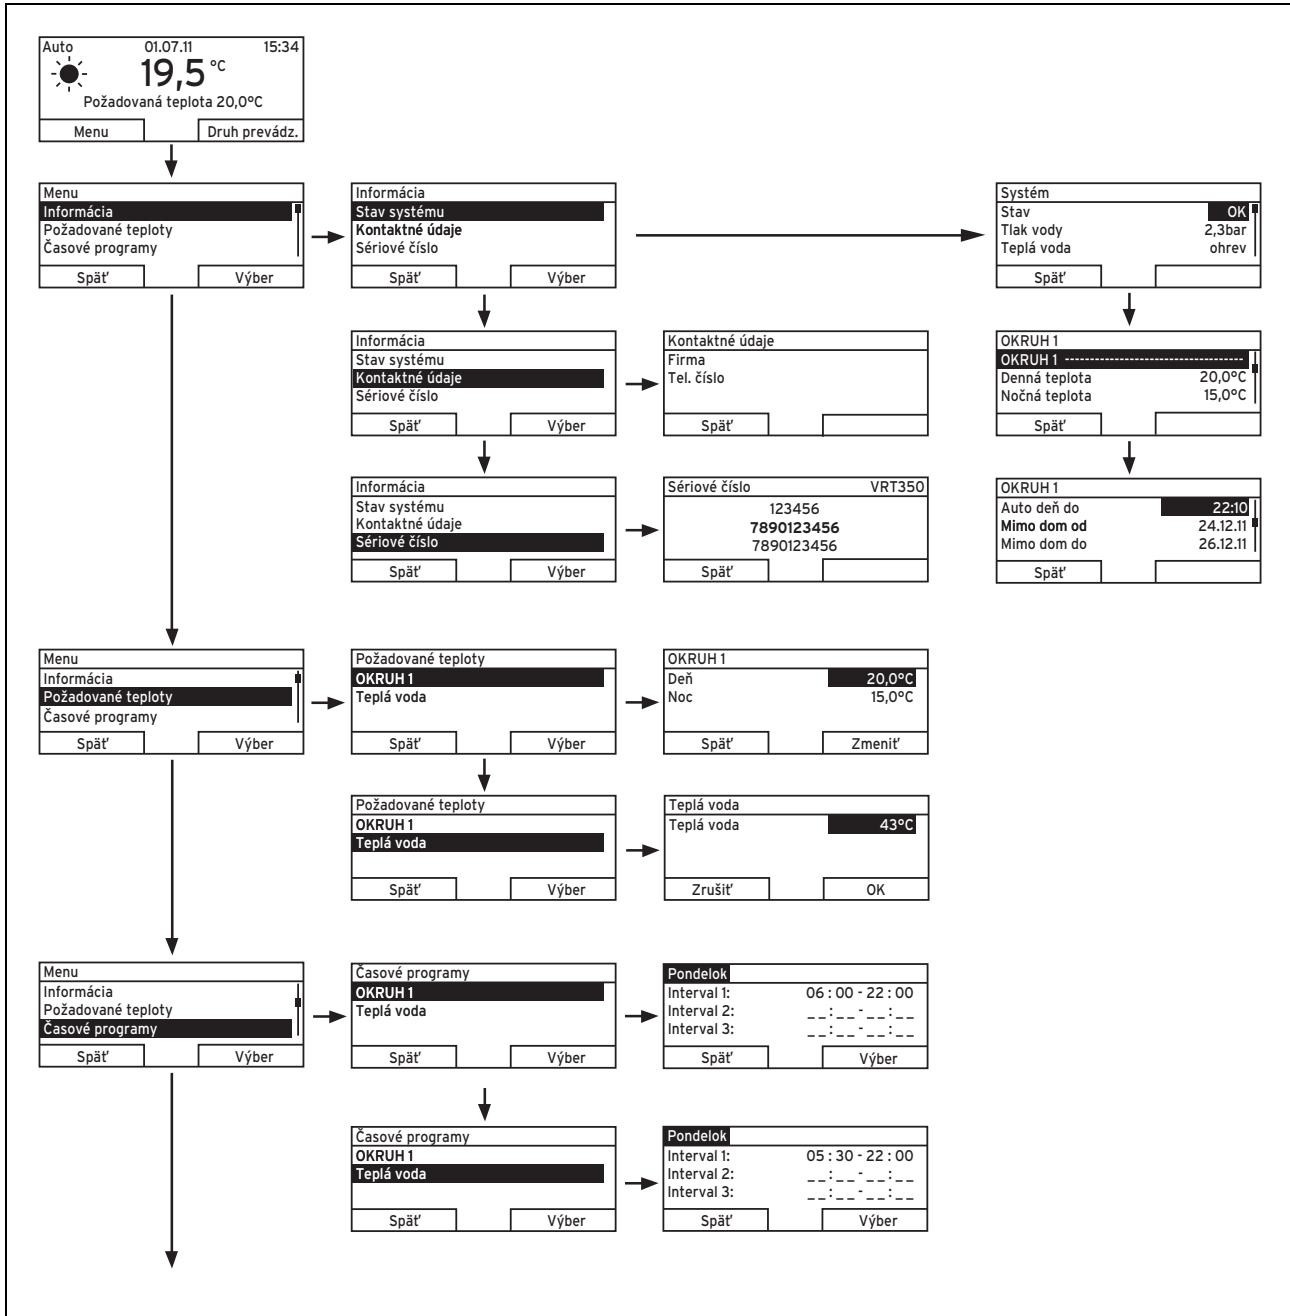 Auto 01.07.11 15:34
19,5 °C
Požadovaná teplota 20,0°C
Menu Druh prevádz.
Menu
Informácia
Požadované teploty
Časové programy
Späť Výber
Informácia
Stav systému
Kontaktné údaje
Sériové číslo
Späť Výber
Systém
Stav OK
Tlak vody 2,3bar
Teplá voda ohrev
Späť
Informácia
Stav systému
Kontaktné údaje
Sériové číslo
Späť Výber
Kontaktné údaje
Firma
Tel. číslo
Späť
OKRUH 1
OKRUH 1 -----------------------------------
Denná teplota 20,0°C
Nočná teplota 15,0°C
Späť
Informácia
Stav systému
Kontaktné údaje
Sériové číslo
Späť Výber
Sériové číslo VRT350
123456
7890123456
7890123456
Späť
OKRUH 1
Auto deň do 22:10
Mimo dom od 24.12.11
Mimo dom do 26.12.11
Späť
Menu
Informácia
Požadované teploty
Časové programy
Späť Výber
Požadované teploty
OKRUH 1
Teplá voda
Späť Výber
OKRUH 1
Deň 20,0°C
Noc 15,0°C
Späť Zmeniť
Požadované teploty
OKRUH 1
Teplá voda
Späť Výber
Teplá voda
Teplá voda 43°C
Zrušiť OK
Menu
Informácia
Požadované teploty
Časové programy
Späť Výber
Časové programy
OKRUH 1
Teplá voda
Späť Výber
Pondelok
Interval 1: 06 : 00 - 22 : 00
Interval 2: _ _ : _ _ - _ _ : _ _
Interval 3: _ _ : _ _ - _ _ : _ _
Späť Výber
Časové programy
OKRUH 1
Teplá voda
Späť Výber
Pondelok
Interval 1: 05 : 30 - 22 : 00
Interval 2: _ _ : _ _ - _ _ : _ _
Interval 3: _ _ : _ _ - _ _ : _ _
Späť Výber